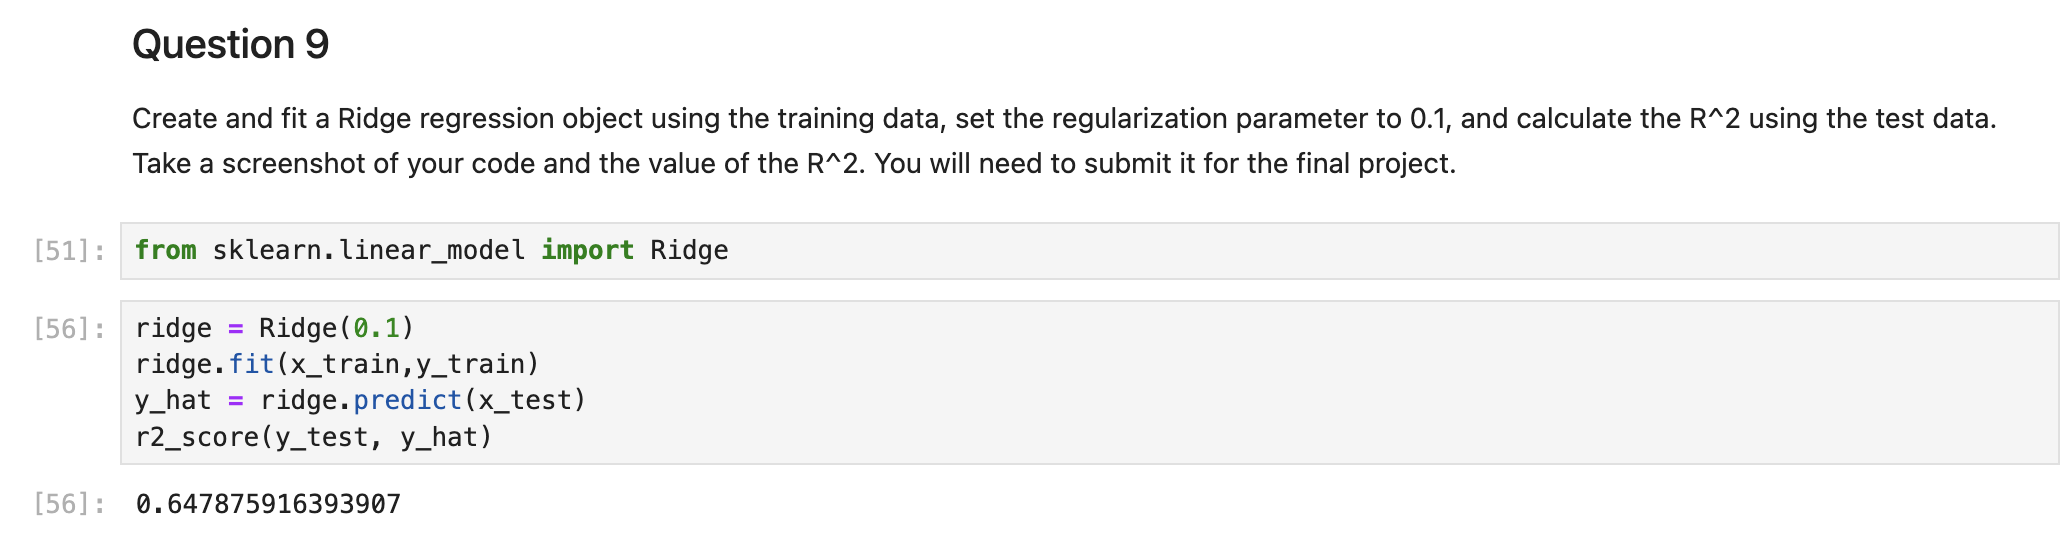 Question 9
Create and fit a Ridge regression object using the training data, set the regularization parameter to 0.1, and calculate the R^2 using the test data.
Take a screenshot of your code and the value of the R^2. You will need to submit it for the final project.
[51]: from sklearn.linear_model import Ridge
[56]: ridge = Ridge(0.1)
ridge.fit(x_train,y_train)
y_hat = ridge.predict(x_test)
r2_score(y_test, y_hat)
[56]: 0.647875916393907